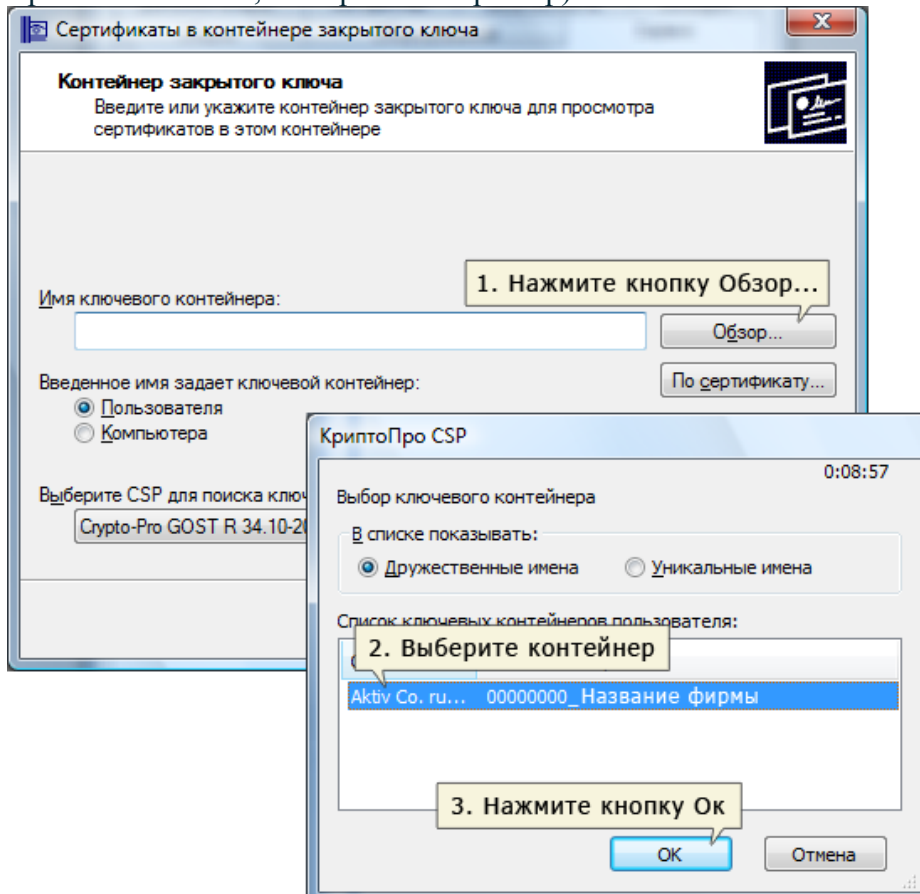 Сертификаты в контейнере закрытого ключа
Контейнер закрытого ключа
Введите или укажите контейнер закрытого ключа для просмотра
сертификатов в этом контейнере
1. Нажмите кнопку Обзор...
Имя ключевого контейнера:
Обзор...
Введенное имя задает ключевой контейнер:
По сертификату...
Пользователя
Компьютера
Выберите CSP для поиска ключ
Crypto-Pro GOST R 34.10-20
КриптоПро CSP
0:08:57
Выбор ключевого контейнера
В списке показывать:
Дружественные имена
Уникальные имена
Список ключевых контейнеров пользователя:
2. Выберите контейнер
Aktiv Co. ru... 00000000_Название фирмы
3. Нажмите кнопку Ок
ОК
Отмена